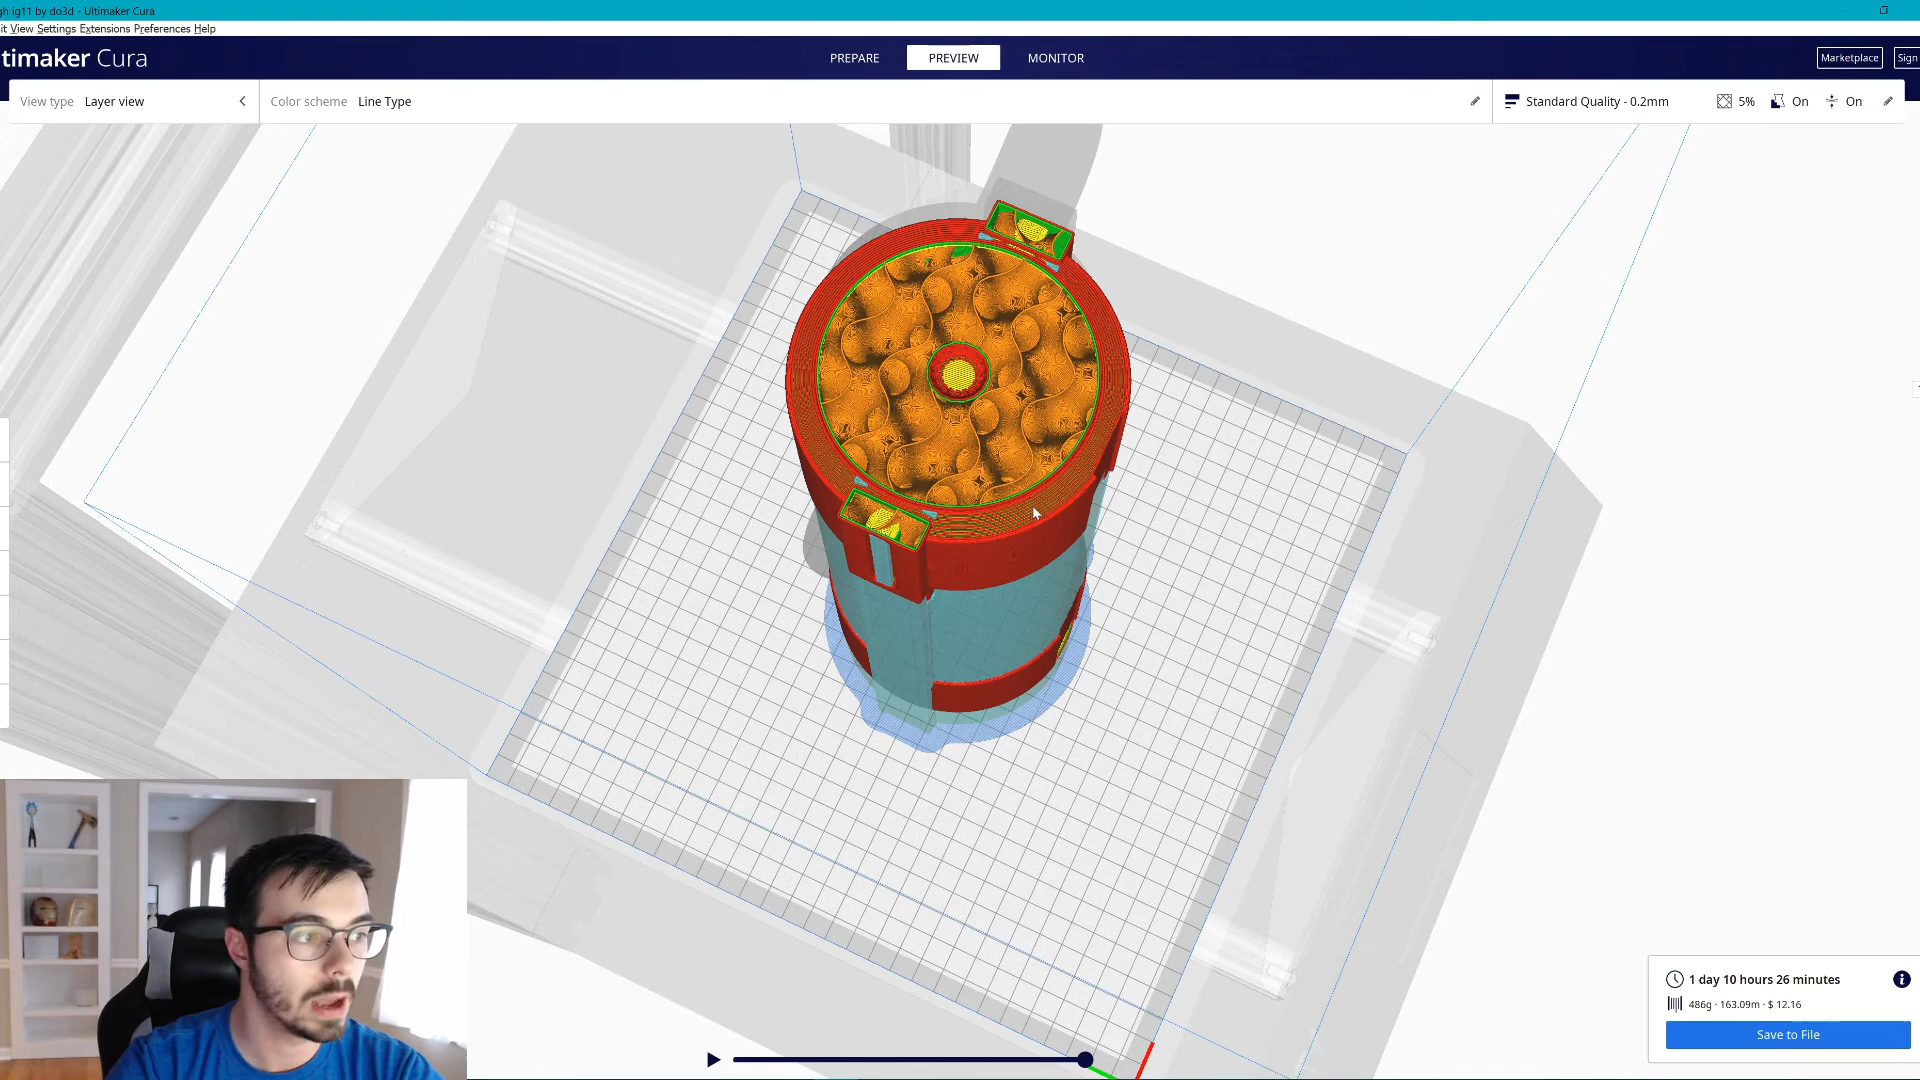 gh ig11 by do3d - Ultimaker Cura
it View Settings Extensions Preferences Help
timaker Cura
PREPARE PREVIEW MONITOR
Marketplace Sign
View type Layer view
Color scheme Line Type
Standard Quality - 0.2mm 5% On On
1 day 10 hours 26 minutes
486g · 163.09m · $ 12.16
Save to File